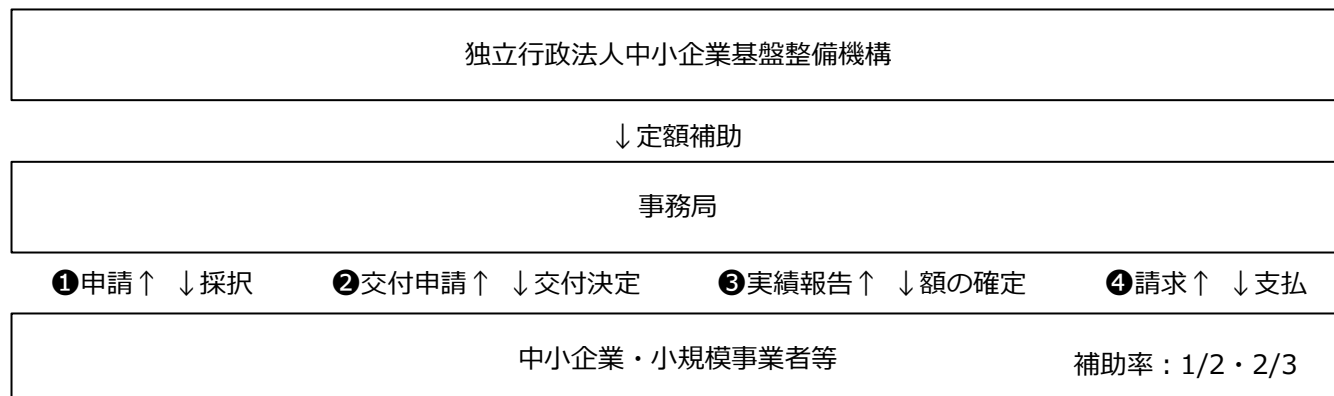 独立行政法人中小企業基盤整備機構
↓定額補助
事務局
❶申請↑ ↓採択 ❷交付申請↑ ↓交付決定 ❸実績報告↑ ↓額の確定 ❹請求↑ ↓支払
中小企業・小規模事業者等 補助率：1/2・2/3